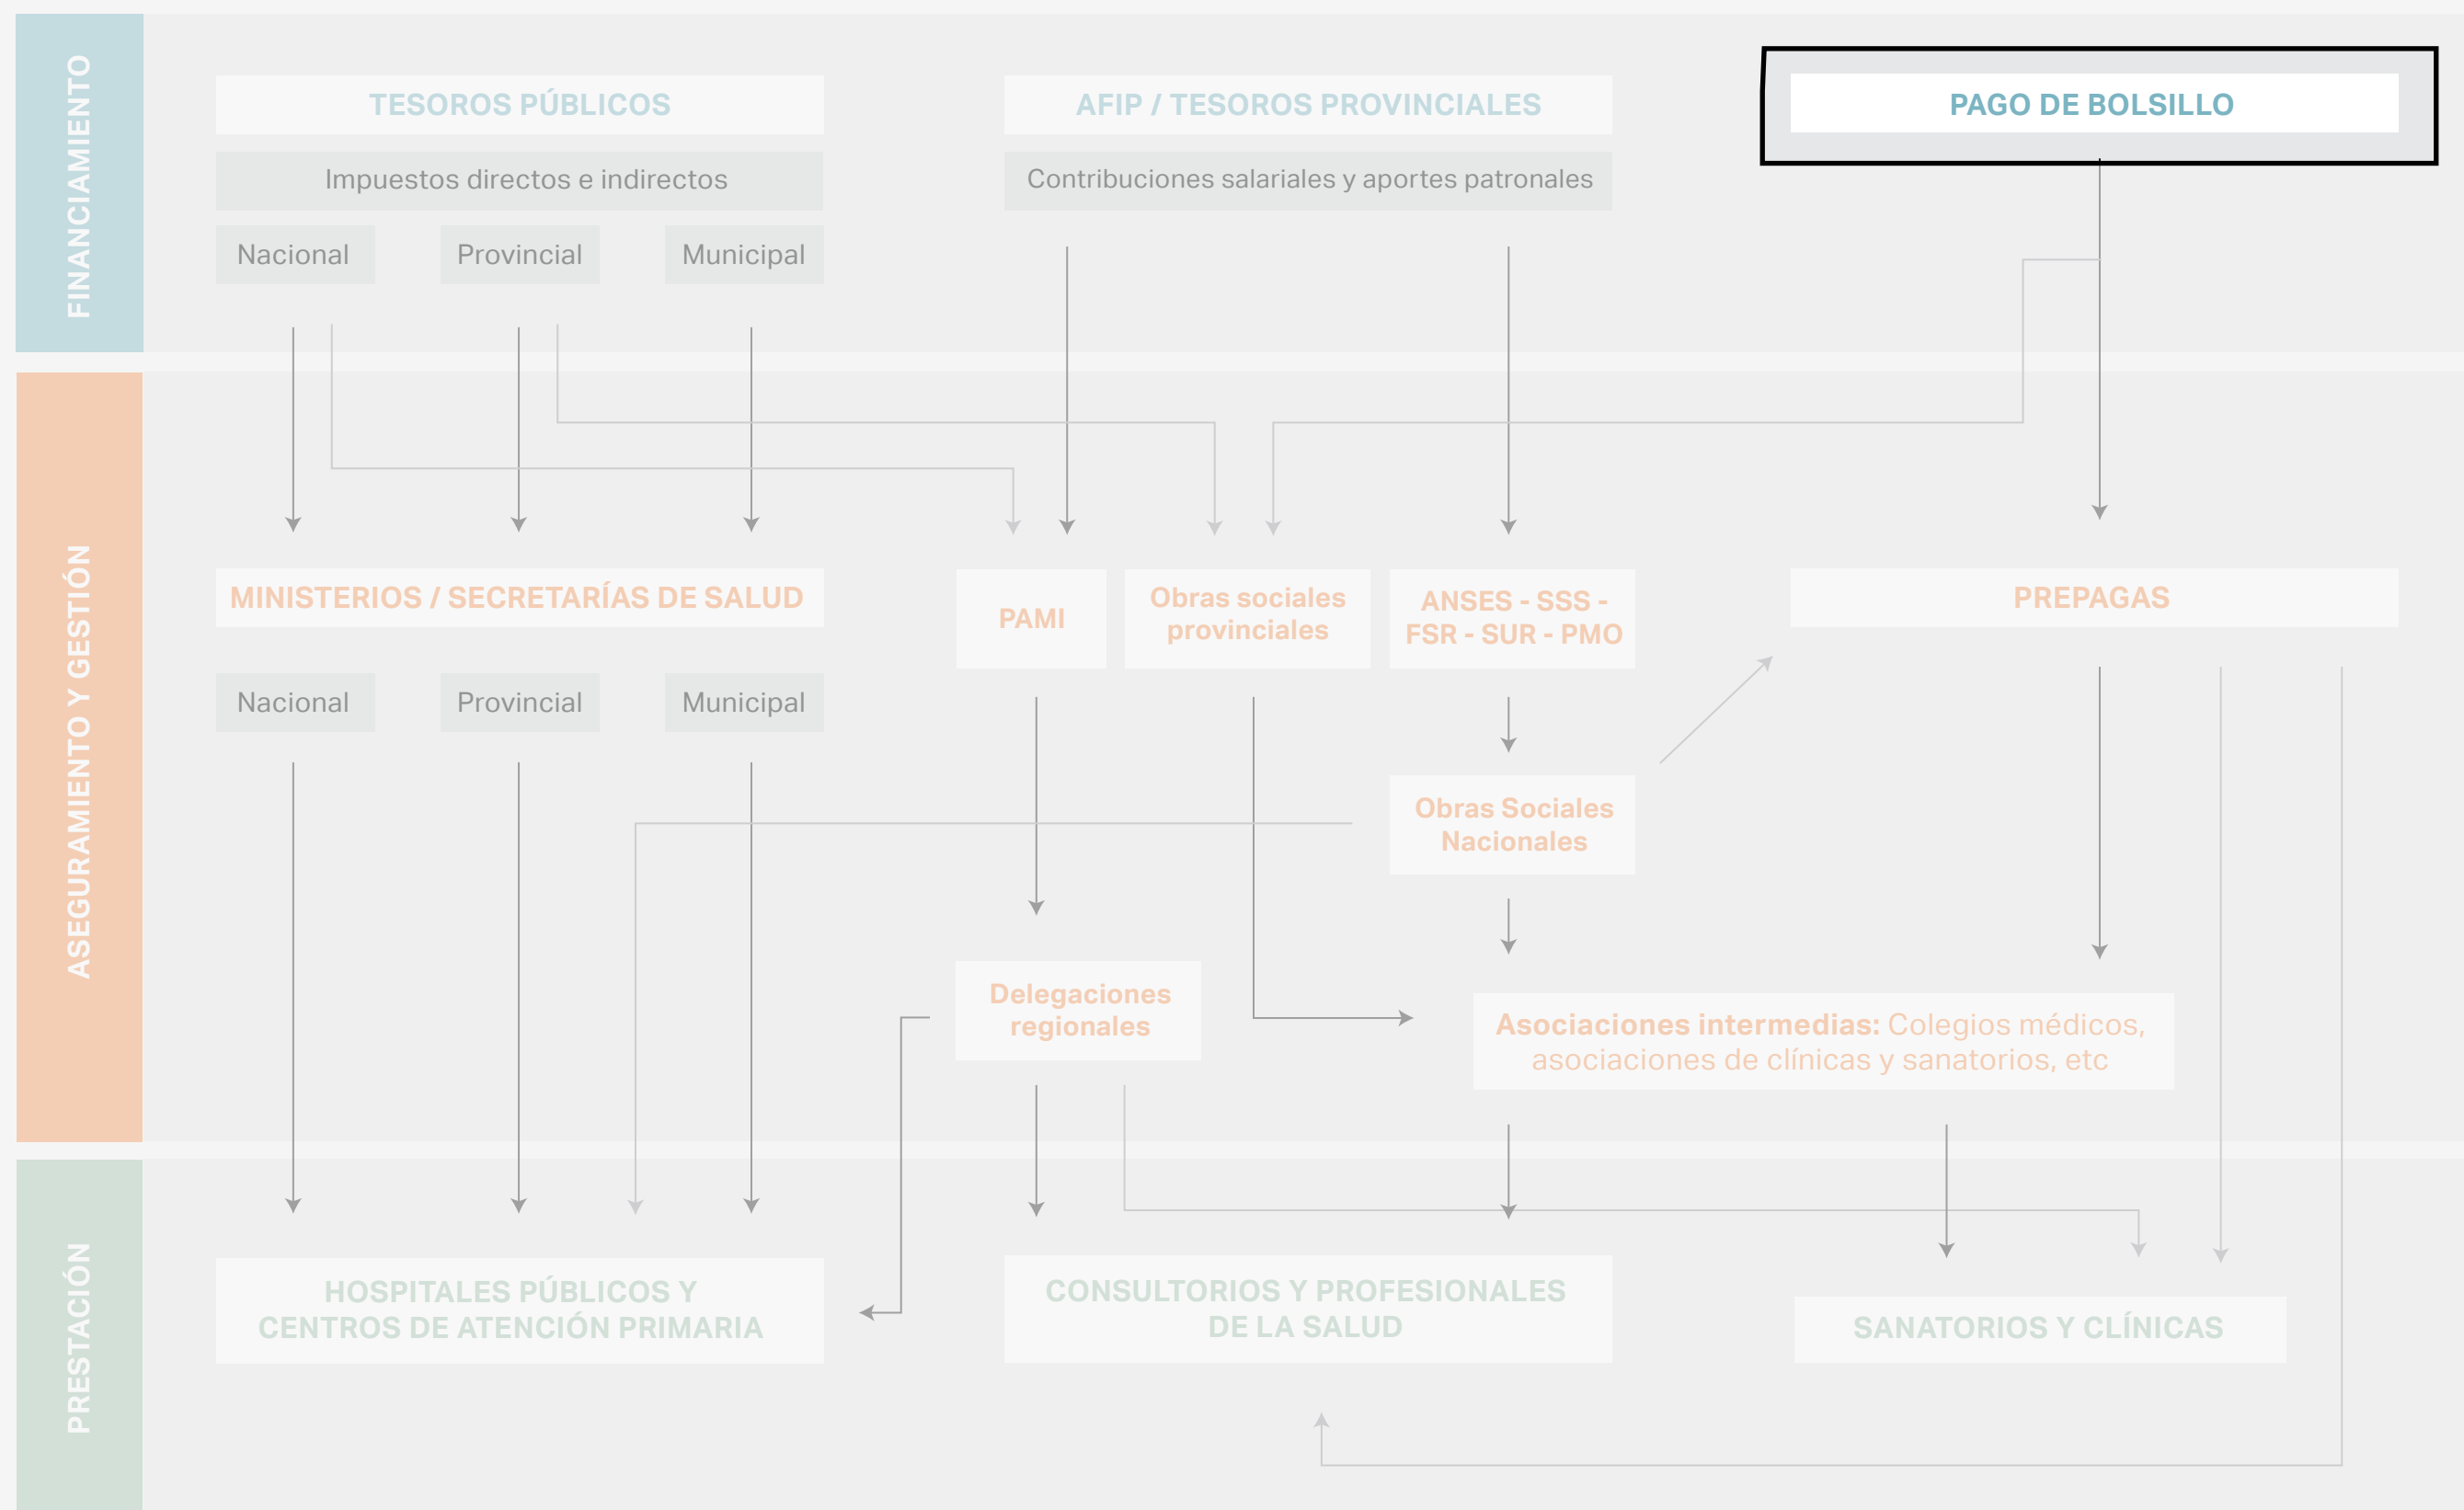 FINANCIAMIENTO
TESOROS PÚBLICOS
Impuestos directos e indirectos
Nacional
Provincial
Municipal
AFIP / TESOROS PROVINCIALES
Contribuciones salariales y aportes patronales
PAGO DE BOLSILLO
ASEGURAMIENTO Y GESTIÓN
MINISTERIOS / SECRETARÍAS DE SALUD
Nacional
Provincial
Municipal
PAMI
Obras sociales
provinciales
ANSES - SSS -
FSR - SUR - PMO
PREPAGAS
Obras Sociales
Nacionales
Delegaciones
regionales
Asociaciones intermedias: Colegios médicos,
asociaciones de clínicas y sanatorios, etc
PRESTACIÓN
HOSPITALES PÚBLICOS Y
CENTROS DE ATENCIÓN PRIMARIA
CONSULTORIOS Y PROFESIONALES
DE LA SALUD
SANATORIOS Y CLÍNICAS